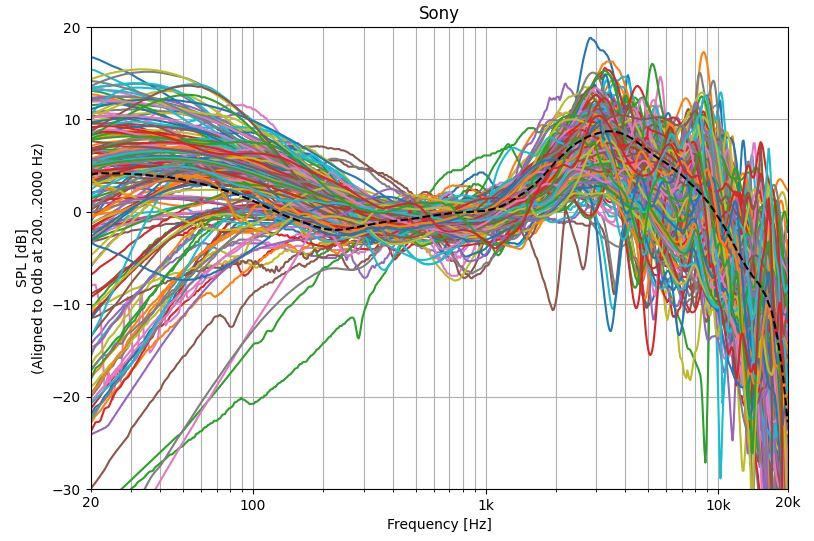 Sony
20
10
0
−10
−20
−30
SPL [dB]
(Aligned to 0db at 200...2000 Hz)
20
100
1k
10k
20k
Frequency [Hz]